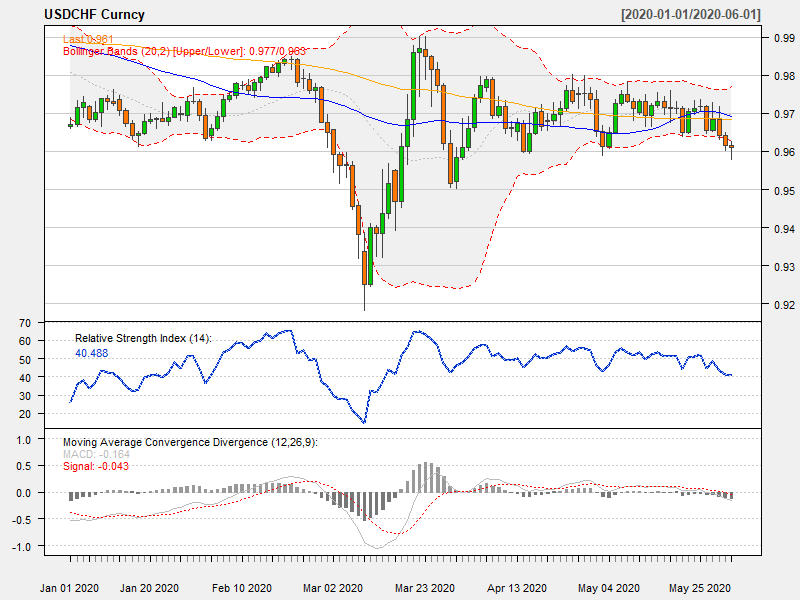 USDCHF Curncy [2020-01-01/2020-06-01]
Last 0.961
Bollinger Bands (20,2) [Upper/Lower]: 0.977/0.963
0.99
0.98
0.97
0.96
0.95
0.94
0.93
0.92
Relative Strength Index (14):
40.488
70
60
50
40
30
20
Moving Average Convergence Divergence (12,26,9):
MACD: -0.164
Signal: -0.043
1.0
0.5
0.0
-0.5
-1.0
Jan 01 2020 Jan 20 2020 Feb 10 2020 Mar 02 2020 Mar 23 2020 Apr 13 2020 May 04 2020 May 25 2020